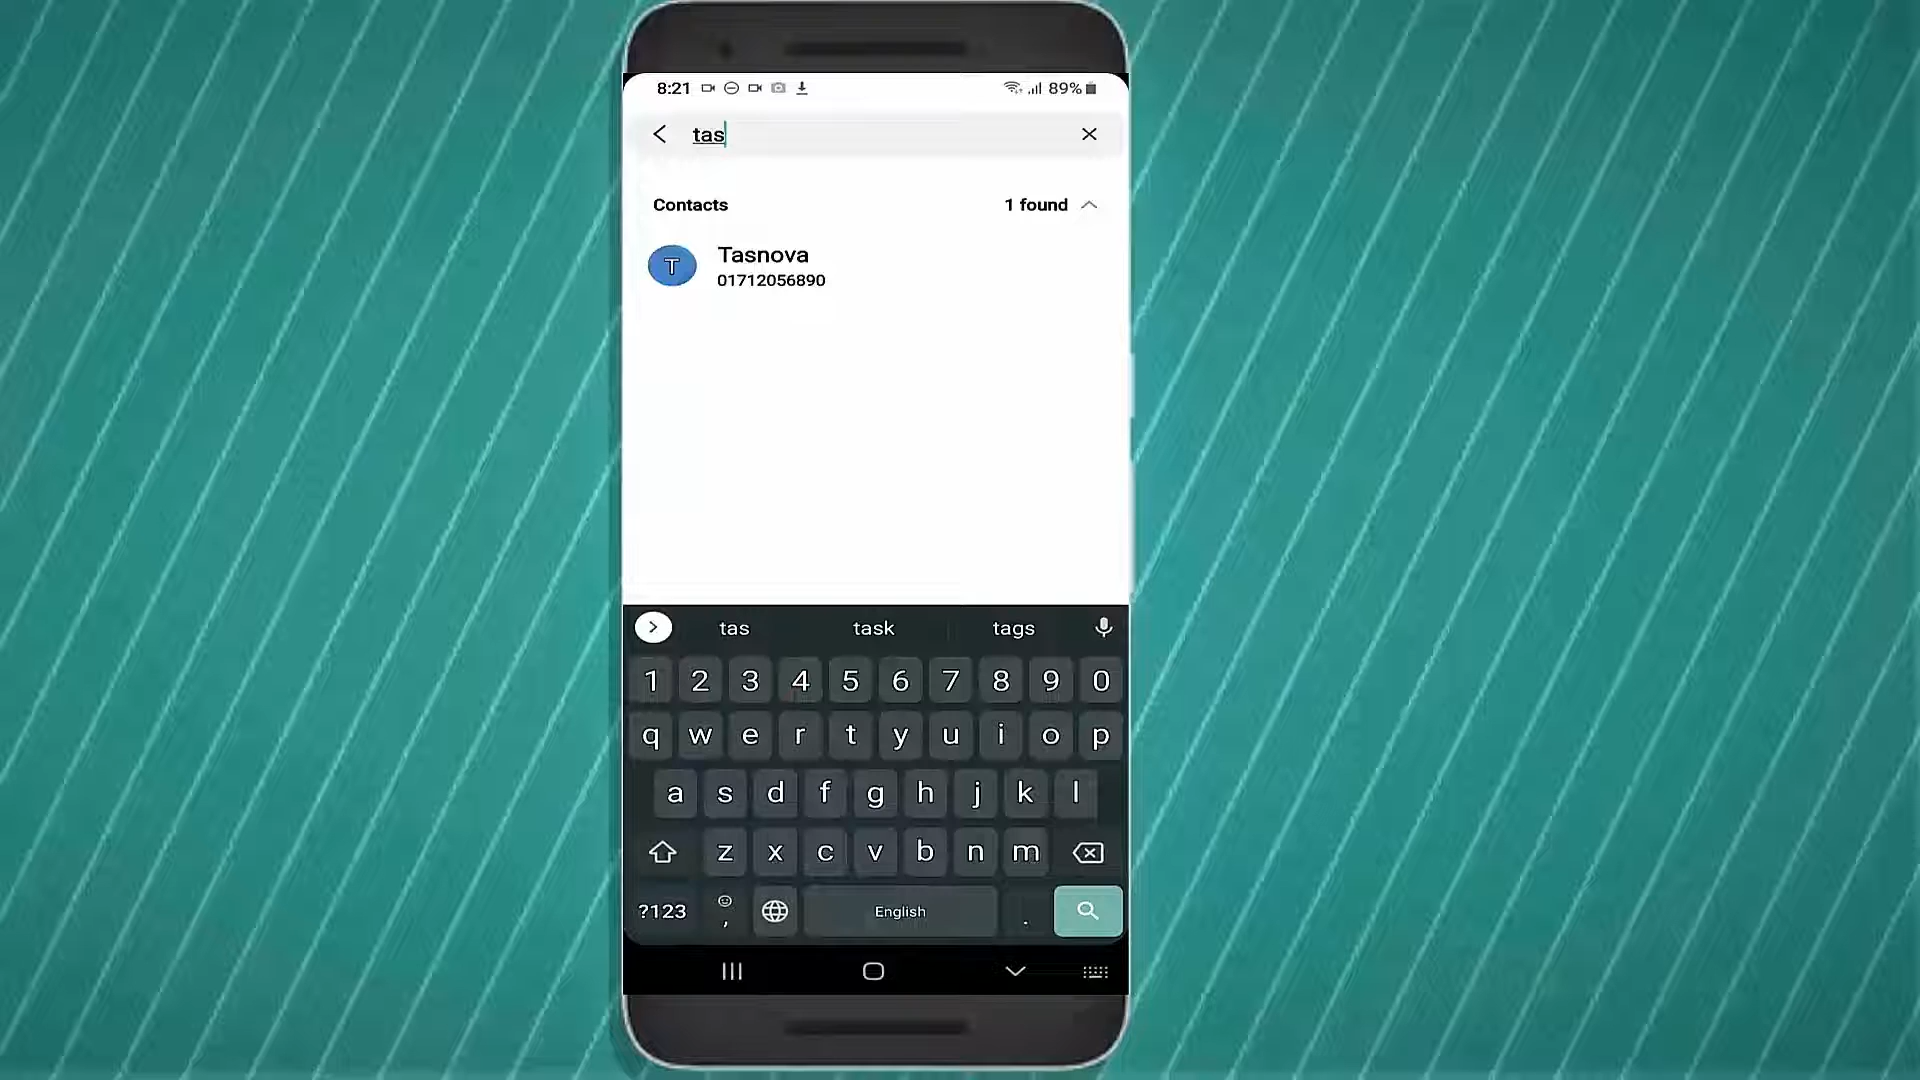 8:21 89%
tas
Contacts 1 found
T
Tasnova
01712056890
tas task tags
1 2 3 4 5 6 7 8 9 0
q w e r t y u i o p
a s d f g h j k l
z x c v b n m
?123 , English .